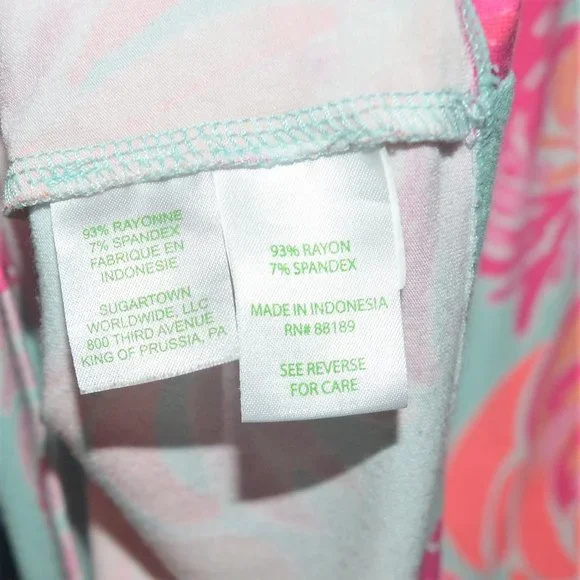 93% RAYONNE
7% SPANDEX
FABRIQUE EN
INDONESIE
SUGARTOWN
WORLDWIDE, LLC
800 THIRD AVENUE
KING OF PRUSSIA, PA
93% RAYON
7% SPANDEX
MADE IN INDONESIA
RN# 88189
SEE REVERSE
FOR CARE